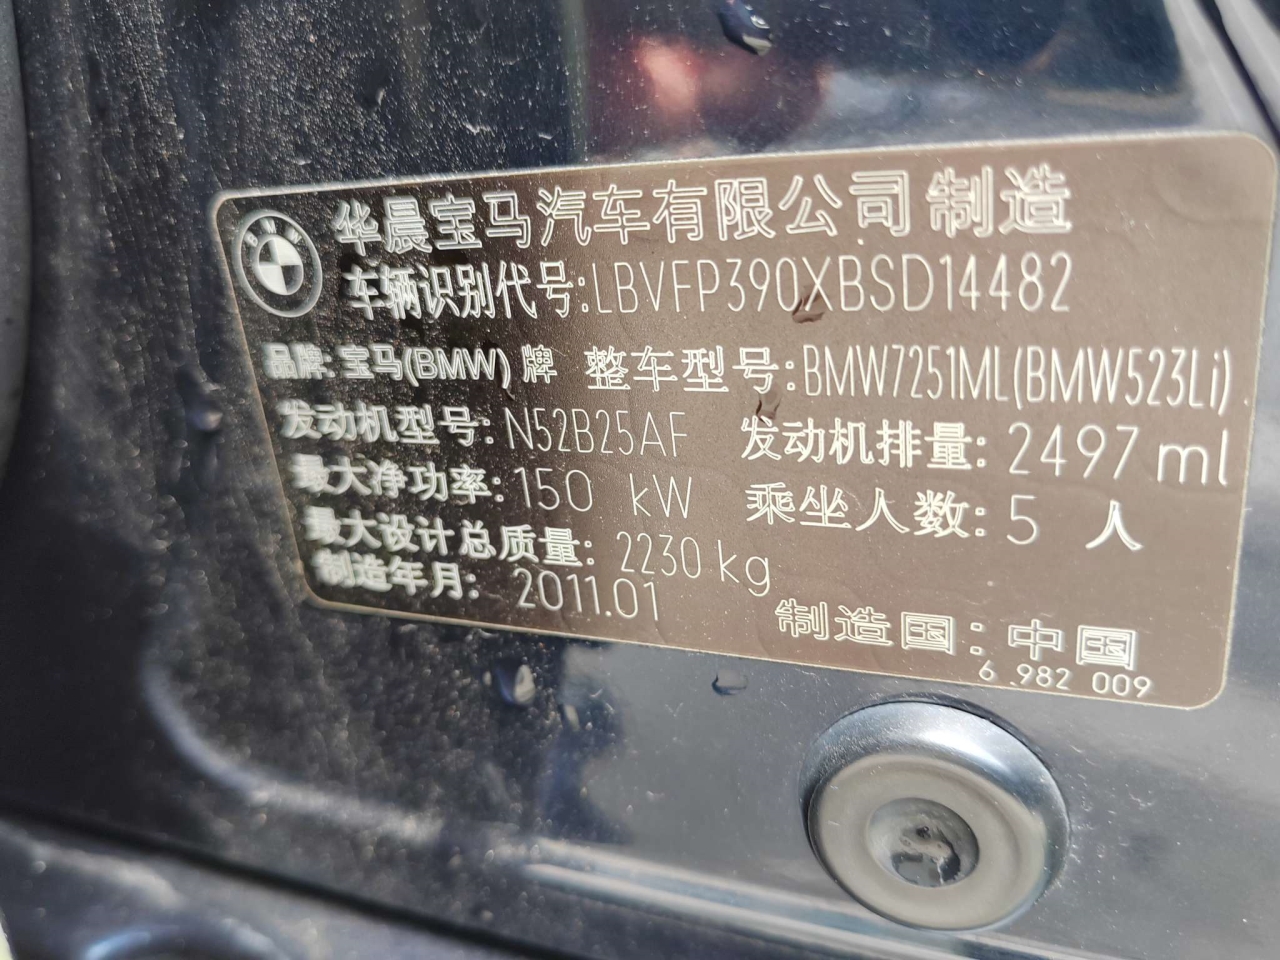 华晨宝马汽车有限公司制造
车辆识别代号:LBVFP390XBSD14482
品牌:宝马(BMW)牌 整车型号:BMW7251ML(BMW523Li)
发动机型号:N52B25AF 发动机排量:2497 ml
最大净功率:150 kW 乘坐人数:5 人
最大设计总质量:2230 kg
制造年月:2011.01
制造国:中国
6 982 009